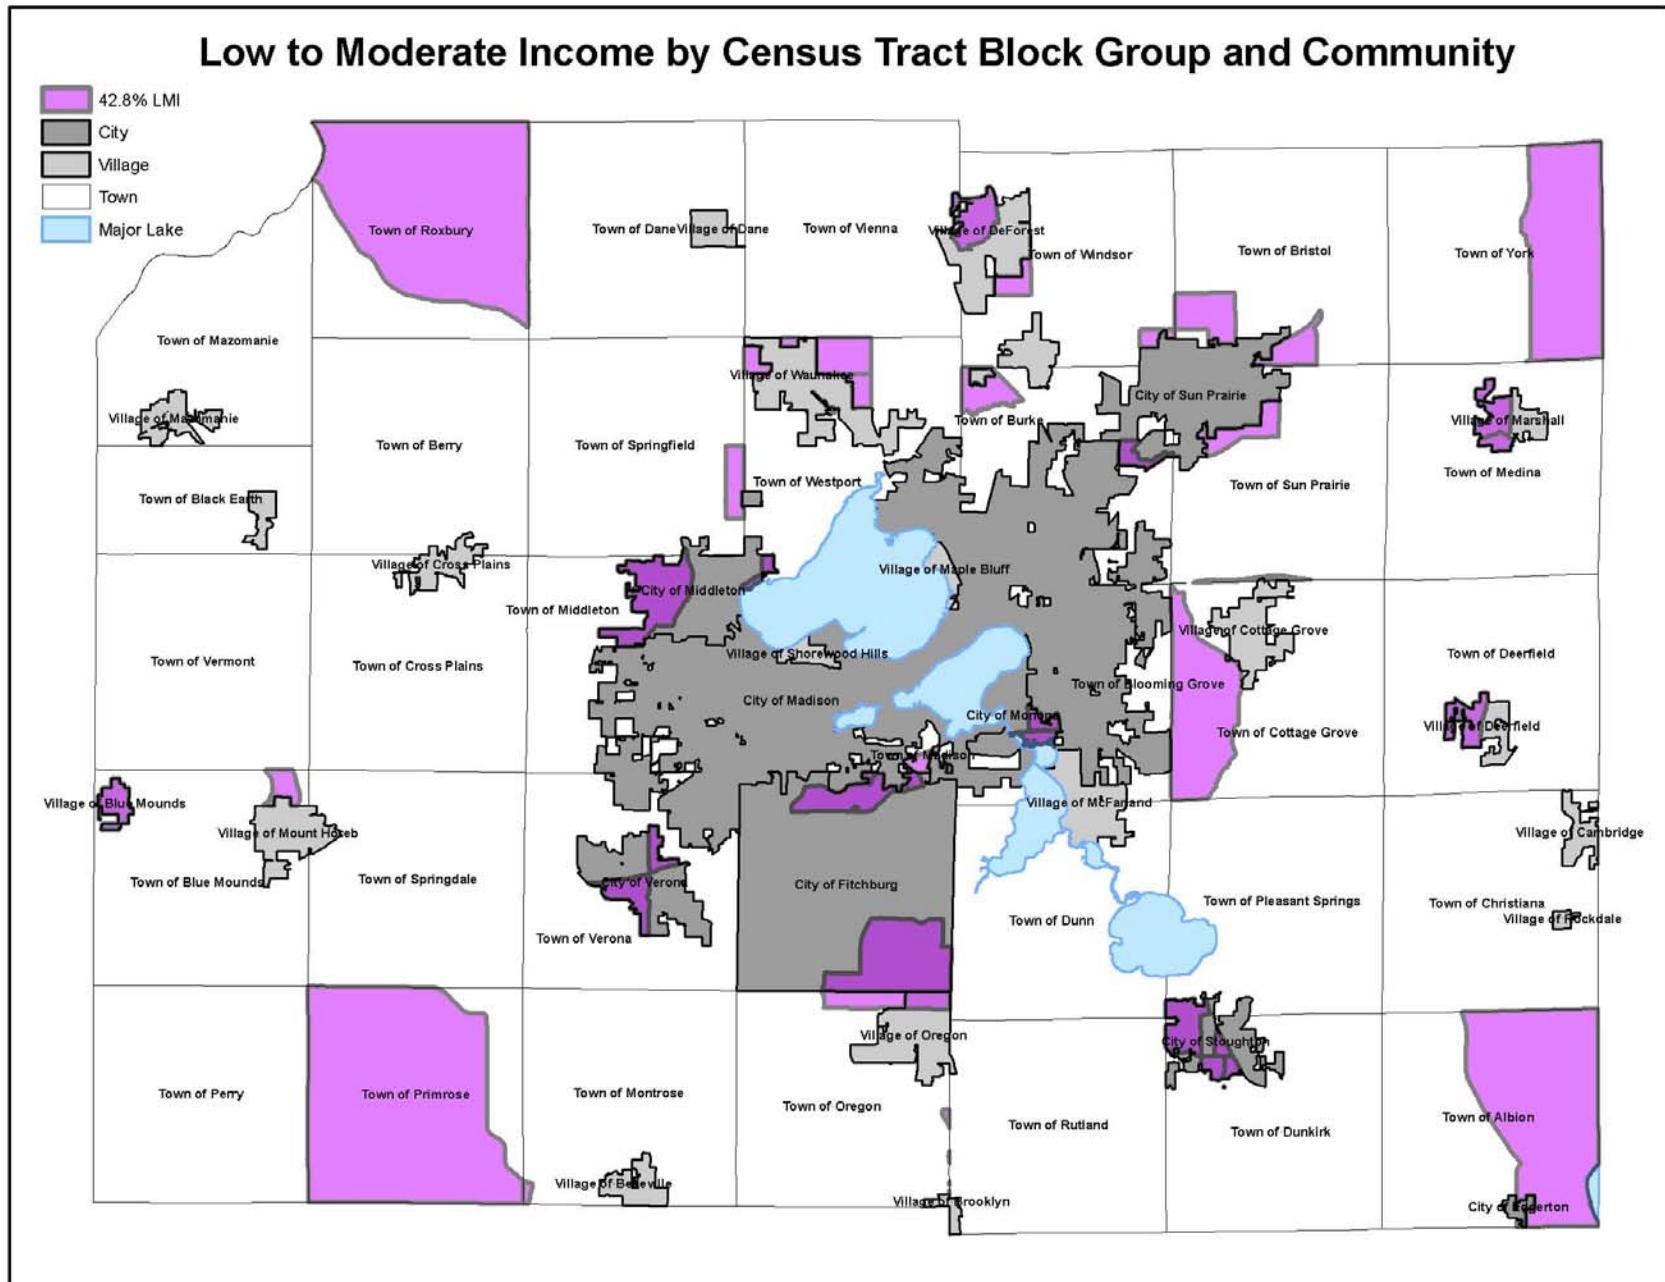 Low to Moderate Income by Census Tract Block Group and Community
42.8% LMI
City
Village
Town
Major Lake
Town of Roxbury
Town of Dane
Village of Dane
Town of Vienna
Village of DeForest
Town of Windsor
Town of Bristol
Town of York
Town of Mazomanie
Village of Mazomanie
Town of Berry
Town of Springfield
Village of Waunakee
Town of Westport
Town of Burke
City of Sun Prairie
Town of Sun Prairie
Village of Marshall
Town of Medina
Town of Black Earth
Village of Cross Plains
Town of Middleton
City of Middleton
Village of Maple Bluff
Village of Cottage Grove
Town of Vermont
Town of Cross Plains
Village of Shorewood Hills
City of Madison
Town of Blooming Grove
City of Monona
Town of Cottage Grove
Town of Deerfield
Village of Deerfield
Town of Madison
Village of Blue Mounds
Village of Mount Horeb
Village of McFarland
Village of Cambridge
Town of Blue Mounds
Town of Springdale
City of Verona
City of Fitchburg
Town of Verona
Town of Dunn
Town of Pleasant Springs
Town of Christiana
Village of Rockdale
Village of Oregon
City of Stoughton
Town of Perry
Town of Primrose
Town of Montrose
Town of Oregon
Town of Rutland
Town of Dunkirk
Town of Albion
Village of Belleville
Village of Brooklyn
City of Edgerton